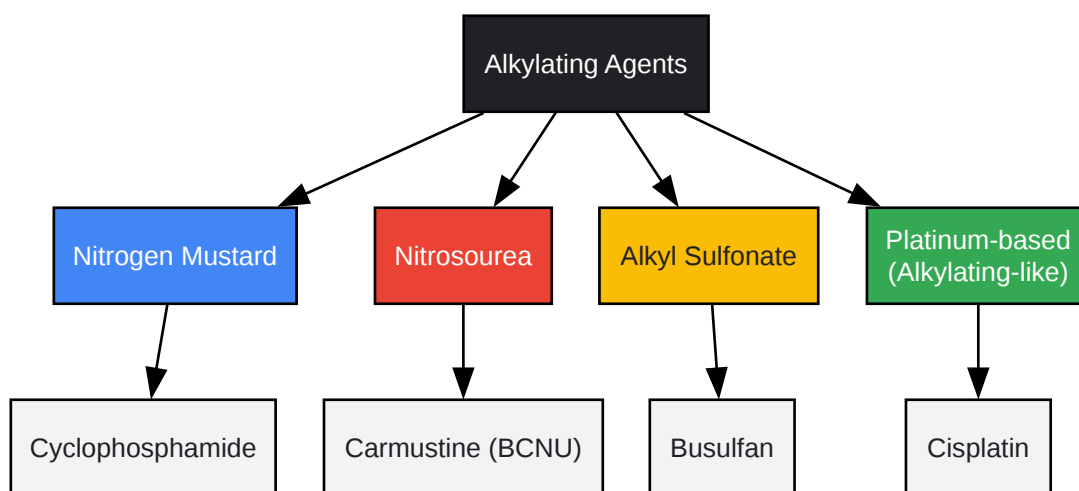 Alkylating Agents
Nitrogen Mustard
Nitrosourea
Alkyl Sulfonate
Platinum-based
(Alkylating-like)
Cyclophosphamide
Carmustine (BCNU)
Busulfan
Cisplatin